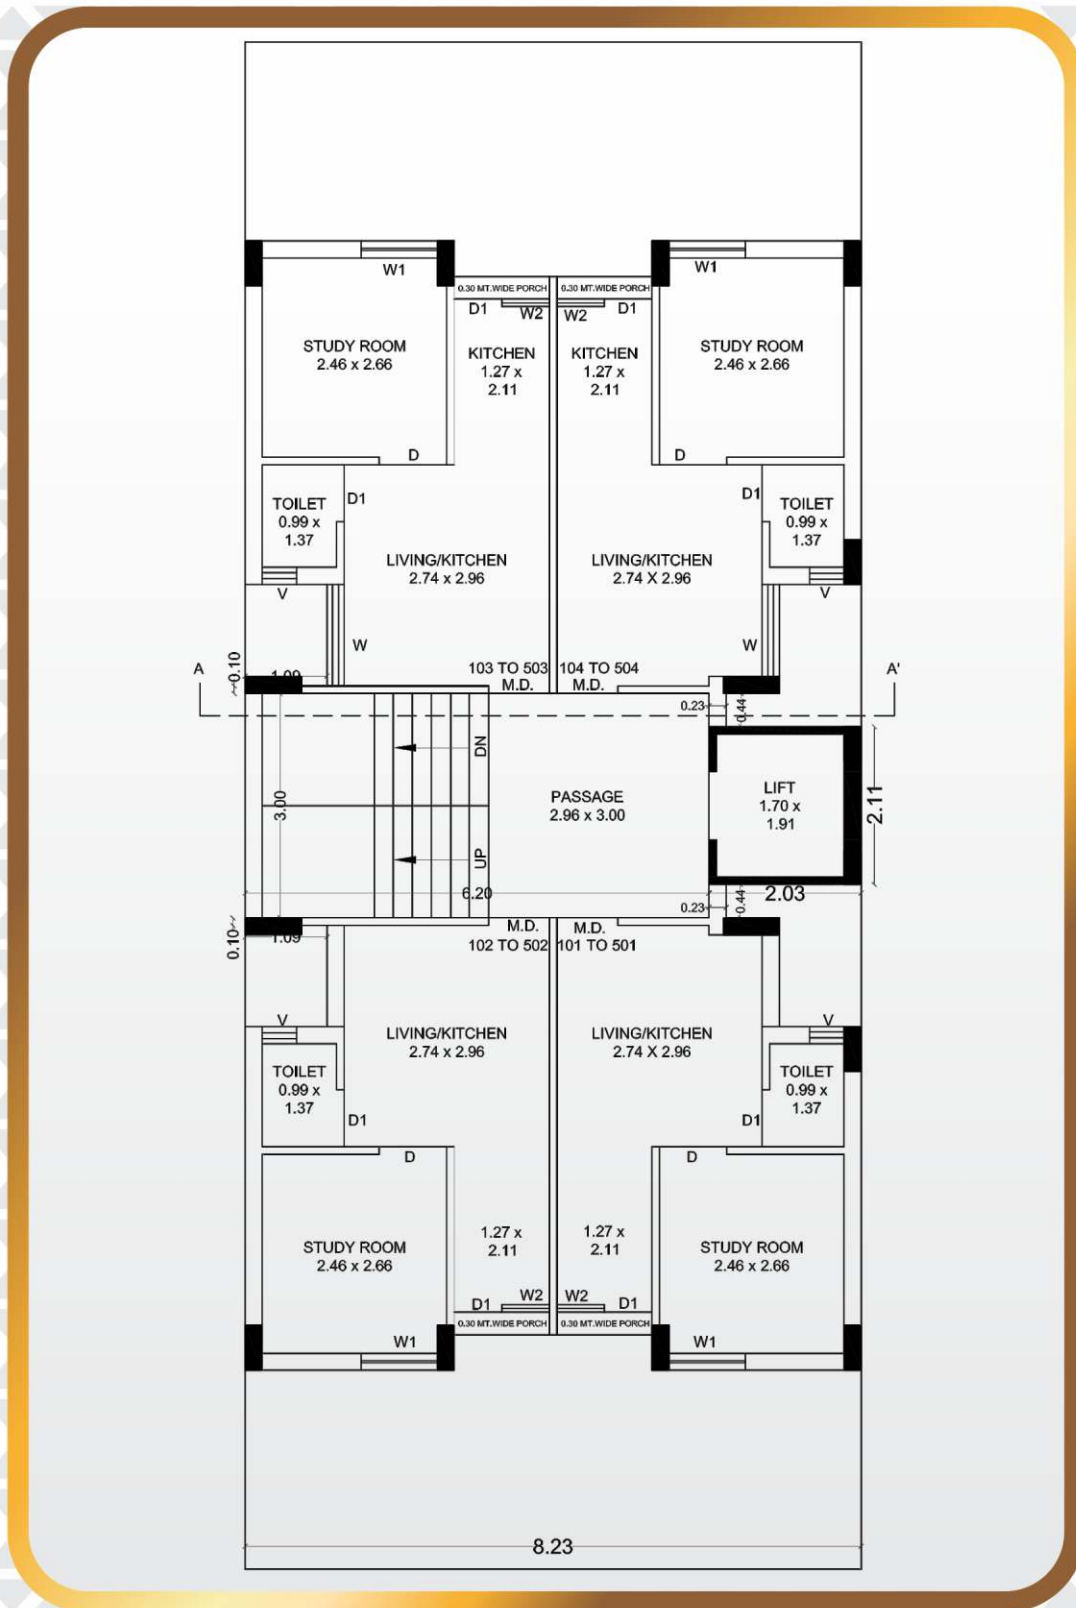 W1
W1
0.30 MT.WIDE PORCH
0.30 MT.WIDE PORCH
D1
W2
W2
D1
STUDY ROOM
2.46 x 2.66
KITCHEN
1.27 x
2.11
KITCHEN
1.27 x
2.11
STUDY ROOM
2.46 x 2.66
D
D
TOILET
0.99 x
1.37
D1
D1
TOILET
0.99 x
1.37
LIVING/KITCHEN
2.74 x 2.96
LIVING/KITCHEN
2.74 X 2.96
V
V
W
W
0.10
1.09
103 TO 503
M.D.
104 TO 504
M.D.
A
A'
0.23
0.44
DN
3.00
PASSAGE
2.96 x 3.00
LIFT
1.70 x
1.91
2.11
UP
6.20
2.03
0.23
0.44
0.10
1.09
M.D.
102 TO 502
M.D.
101 TO 501
V
V
LIVING/KITCHEN
2.74 x 2.96
LIVING/KITCHEN
2.74 X 2.96
TOILET
0.99 x
1.37
TOILET
0.99 x
1.37
D1
D1
D
D
STUDY ROOM
2.46 x 2.66
1.27 x
2.11
1.27 x
2.11
STUDY ROOM
2.46 x 2.66
D1
W2
W2
D1
0.30 MT.WIDE PORCH
0.30 MT.WIDE PORCH
W1
W1
8.23